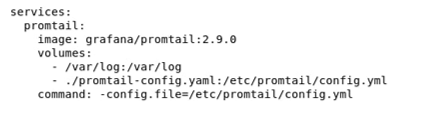 services:
  promtail:
    image: grafana/promtail:2.9.0
    volumes:
      - /var/log:/var/log
      - ./promtail-config.yaml:/etc/promtail/config.yml
    command: -config.file=/etc/promtail/config.yml